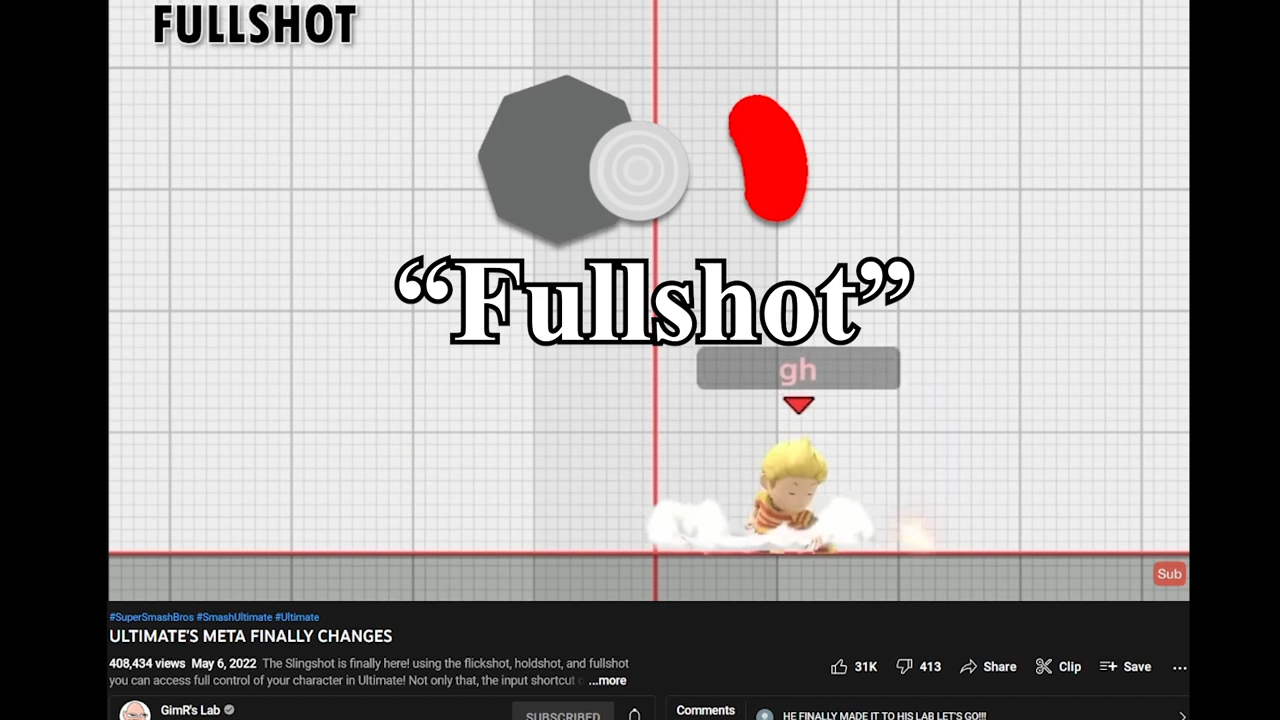 FULLSHOT
“Fullshot”
gh
Sub
#SuperSmashBros #SmashUltimate #Ultimate
ULTIMATE'S META FINALLY CHANGES
408,434 views May 6, 2022 The Slingshot is finally here! using the flickshot, holdshot, and fullshot
you can access full control of your character in Ultimate! Not only that, the input shortcut ...more
31K 413 Share Clip Save ...
GimR's Lab
SUBSCRIBED
Comments
HE FINALLY MADE IT TO HIS LAB LET'S GO!!!